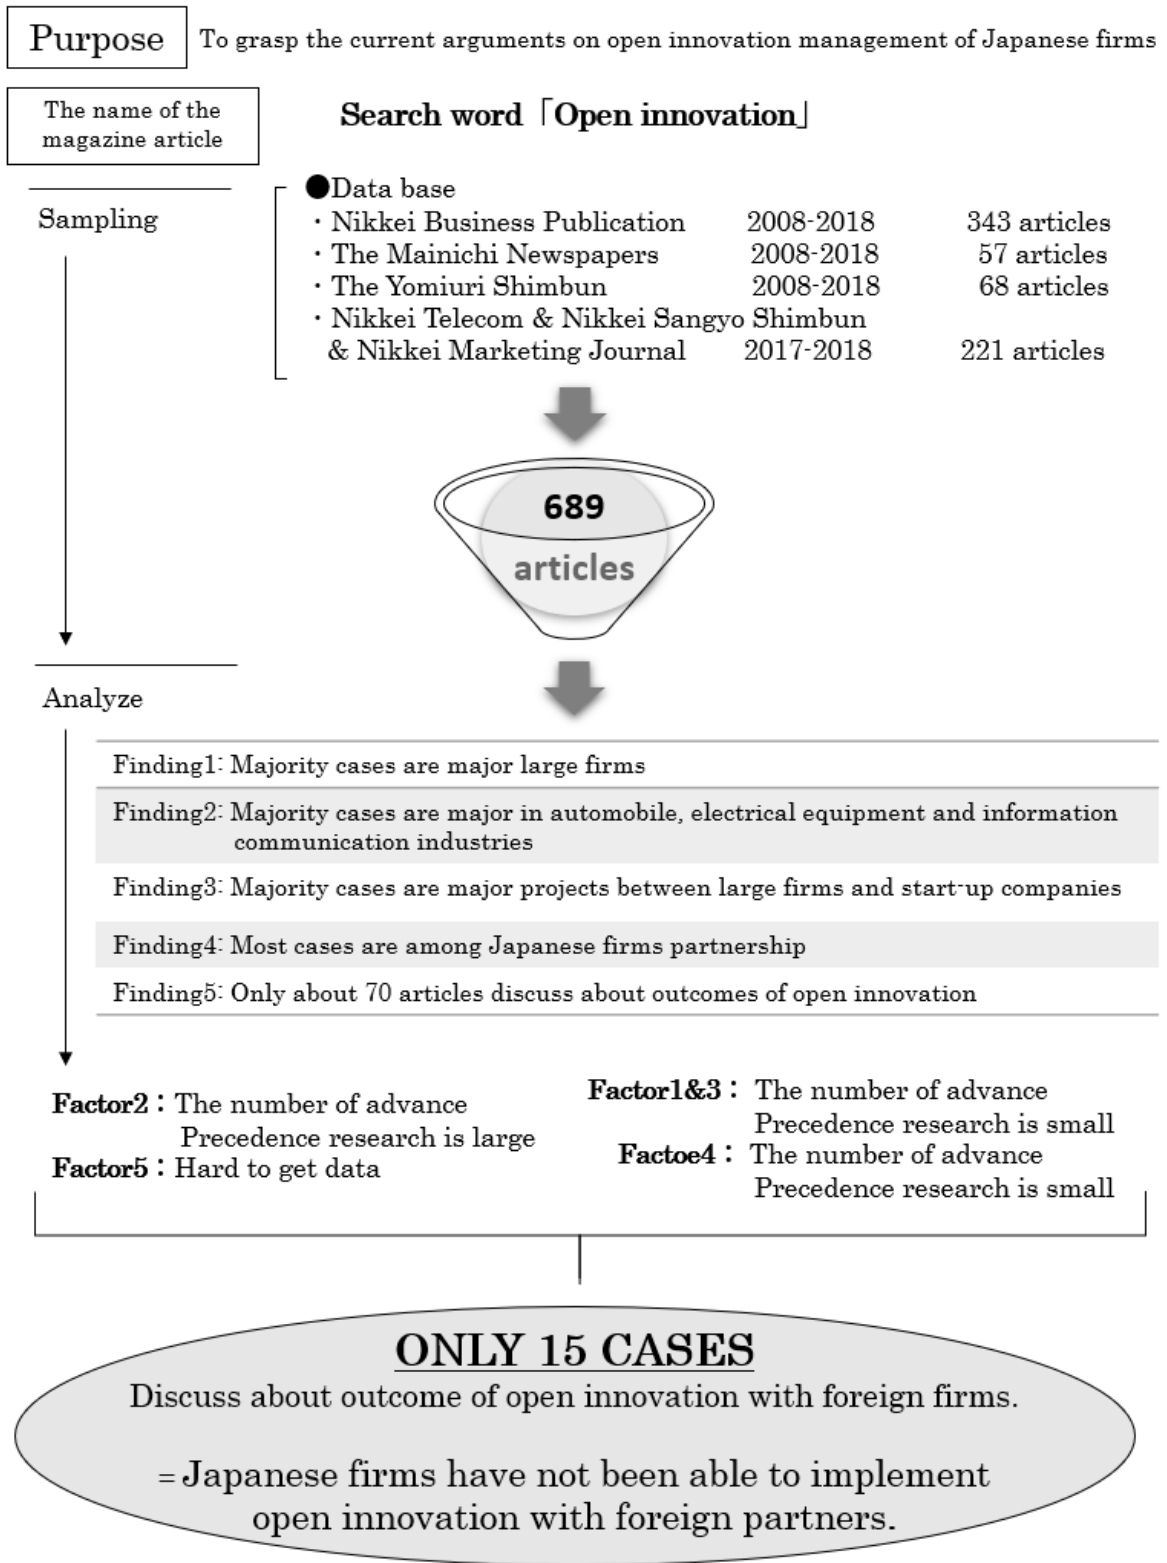 Purpose To grasp the current arguments on open innovation management of Japanese firms
The name of the
magazine article
Search word「Open innovation」
Sampling
●Data base
・Nikkei Business Publication 2008-2018 343 articles
・The Mainichi Newspapers 2008-2018 57 articles
・The Yomiuri Shimbun 2008-2018 68 articles
・Nikkei Telecom & Nikkei Sangyo Shimbun
& Nikkei Marketing Journal 2017-2018 221 articles
689
articles
Analyze
Finding1: Majority cases are major large firms
Finding2: Majority cases are major in automobile, electrical equipment and information
communication industries
Finding3: Majority cases are major projects between large firms and start-up companies
Finding4: Most cases are among Japanese firms partnership
Finding5: Only about 70 articles discuss about outcomes of open innovation
Factor2：The number of advance
Precedence research is large
Factor5：Hard to get data
Factor1&3： The number of advance
Precedence research is small
Factoe4： The number of advance
Precedence research is small
ONLY 15 CASES
Discuss about outcome of open innovation with foreign firms.
=Japanese firms have not been able to implement
open innovation with foreign partners.